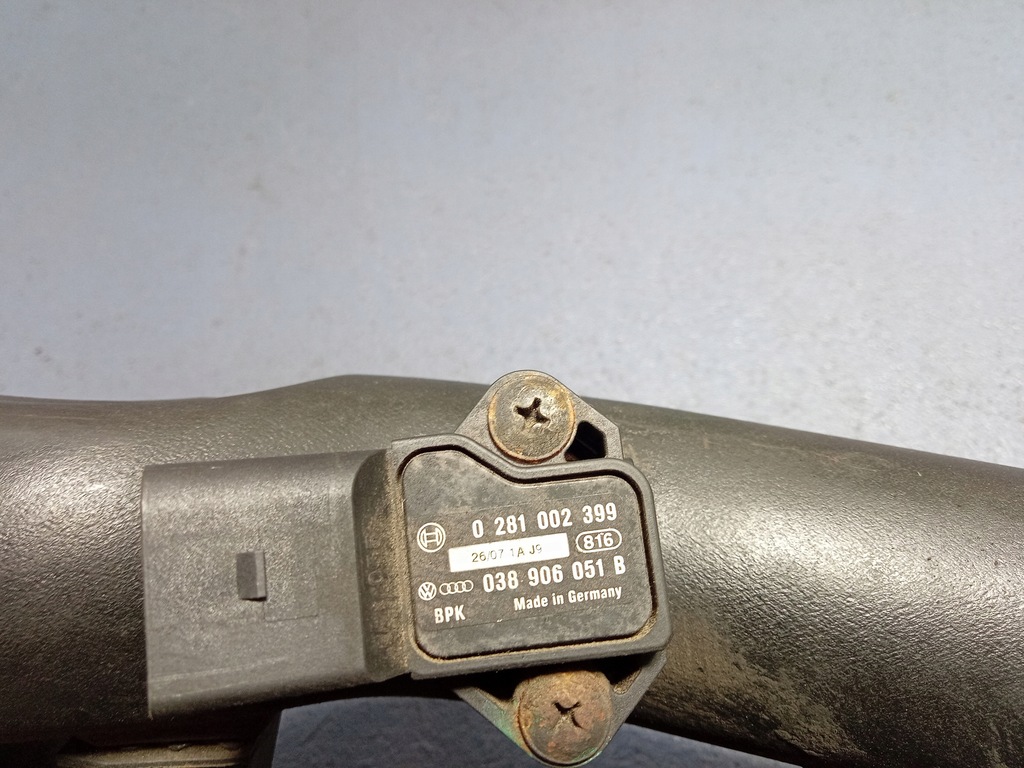 0 281 002 399
26/07 1A J9 816
038 906 051 B
BPK Made in Germany